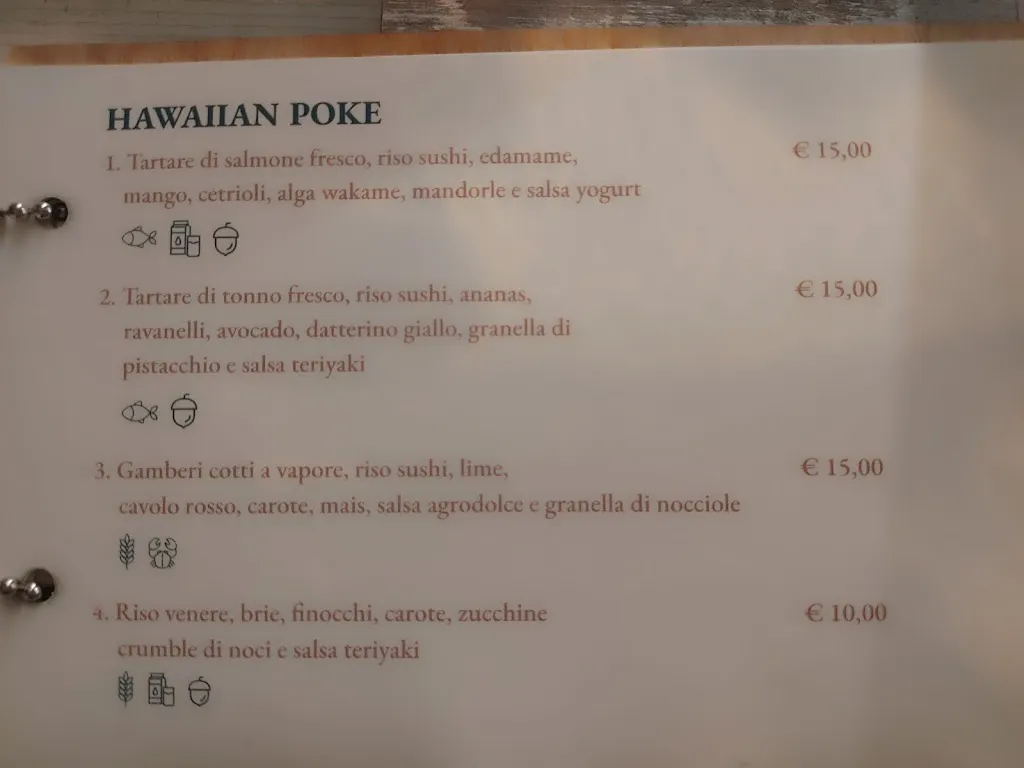 HAWAIIAN POKE
1. Tartare di salmone fresco, riso sushi, edamame, € 15,00
mango, cetrioli, alga wakame, mandorle e salsa yogurt
2. Tartare di tonno fresco, riso sushi, ananas, € 15,00
ravanelli, avocado, datterino giallo, granella di
pistacchio e salsa teriyaki
3. Gamberi cotti a vapore, riso sushi, lime, € 15,00
cavolo rosso, carote, mais, salsa agrodolce e granella di nocciole
4. Riso venere, brie, finocchi, carote, zucchine € 10,00
crumble di noci e salsa teriyaki